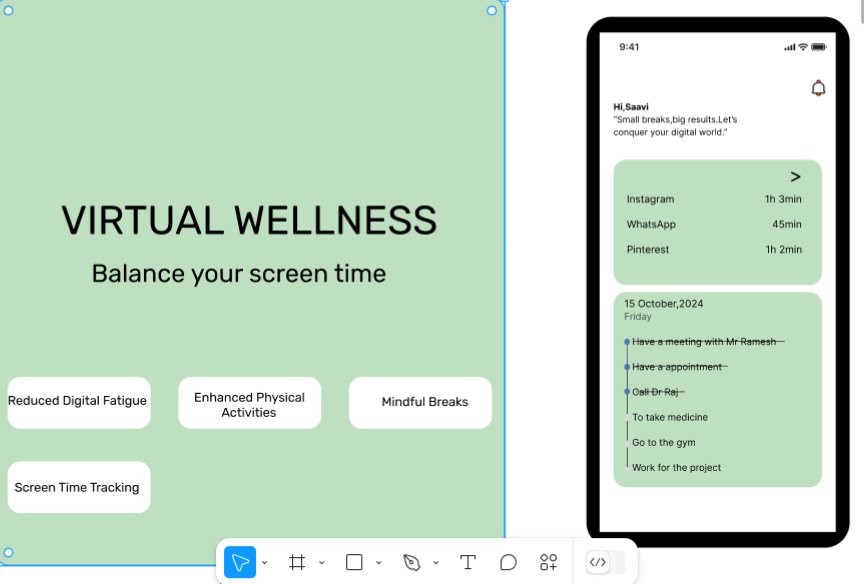 VIRTUAL WELLNESS
Balance your screen time
Reduced Digital Fatigue
Enhanced Physical
Activities
Mindful Breaks
Screen Time Tracking
9:41
Hi,Saavi
"Small breaks,big results.Let's
conquer your digital world."
>
Instagram 1h 3min
WhatsApp 45min
Pinterest 1h 2min
15 October,2024
Friday
Have a meeting with Mr Ramesh
Have a appointment
Call Dr Raj
To take medicine
Go to the gym
Work for the project